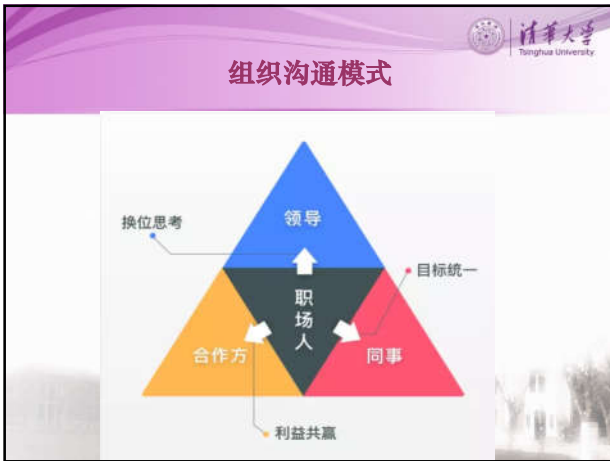 清华大学
Tsinghua University
组织沟通模式
换位思考
领导
目标统一
职场人
合作方
同事
利益共赢